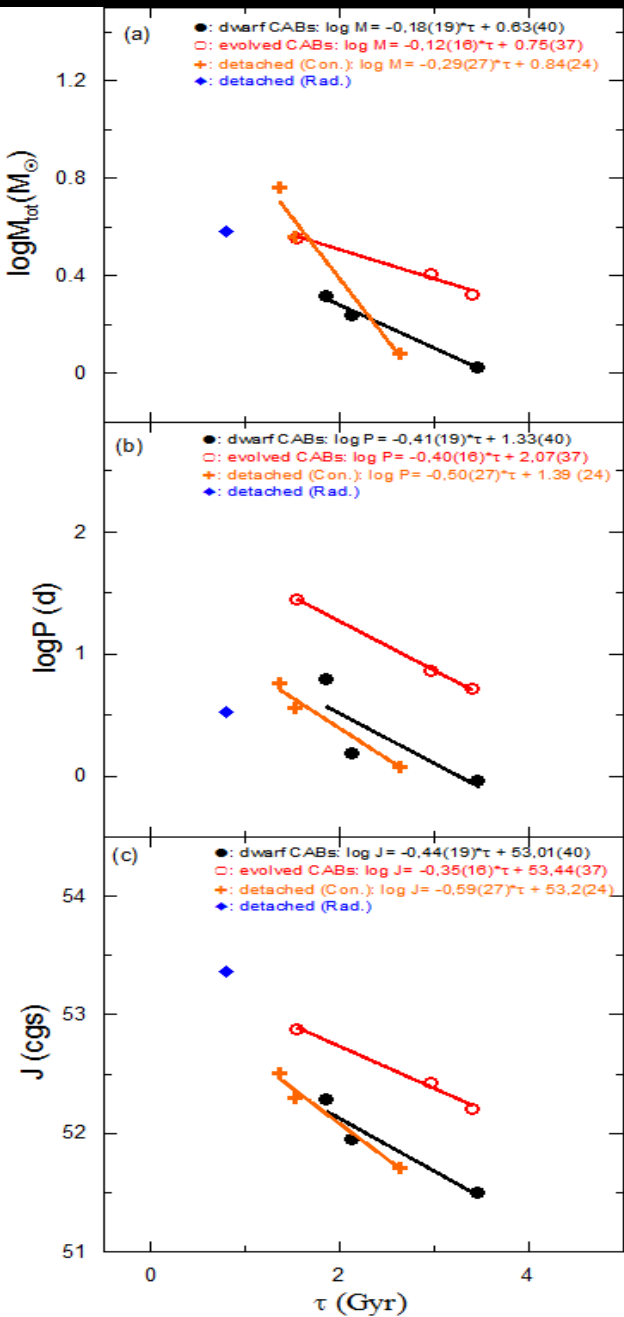 (a)
●: dwarf CABs: log M = -0,18(19)*τ + 0.63(40)
○: evolved CABs: log M= -0,12(16)*τ + 0.75(37)
+: detached (Con.): log M= -0,29(27)*τ + 0.84(24)
◆: detached (Rad.)
1.2
0.8
0.4
0
logMtot(M⊙)
(b)
●: dwarf CABs: log P = -0,41(19)*τ + 1.33(40)
○: evolved CABs: log P= -0,40(16)*τ + 2,07(37)
+: detached (Con.): log P= -0,50(27)*τ + 1.39 (24)
◆: detached (Rad.)
2
1
0
logP (d)
(c)
●: dwarf CABs: log J= -0,44(19)*τ + 53,01(40)
○: evolved CABs: log J= -0,35(16)*τ + 53,44(37)
+: detached (Con.): log J= -0,59(27)*τ + 53,2(24)
◆: detached (Rad.)
54
53
52
51
J (cgs)
0 2 4
τ (Gyr)